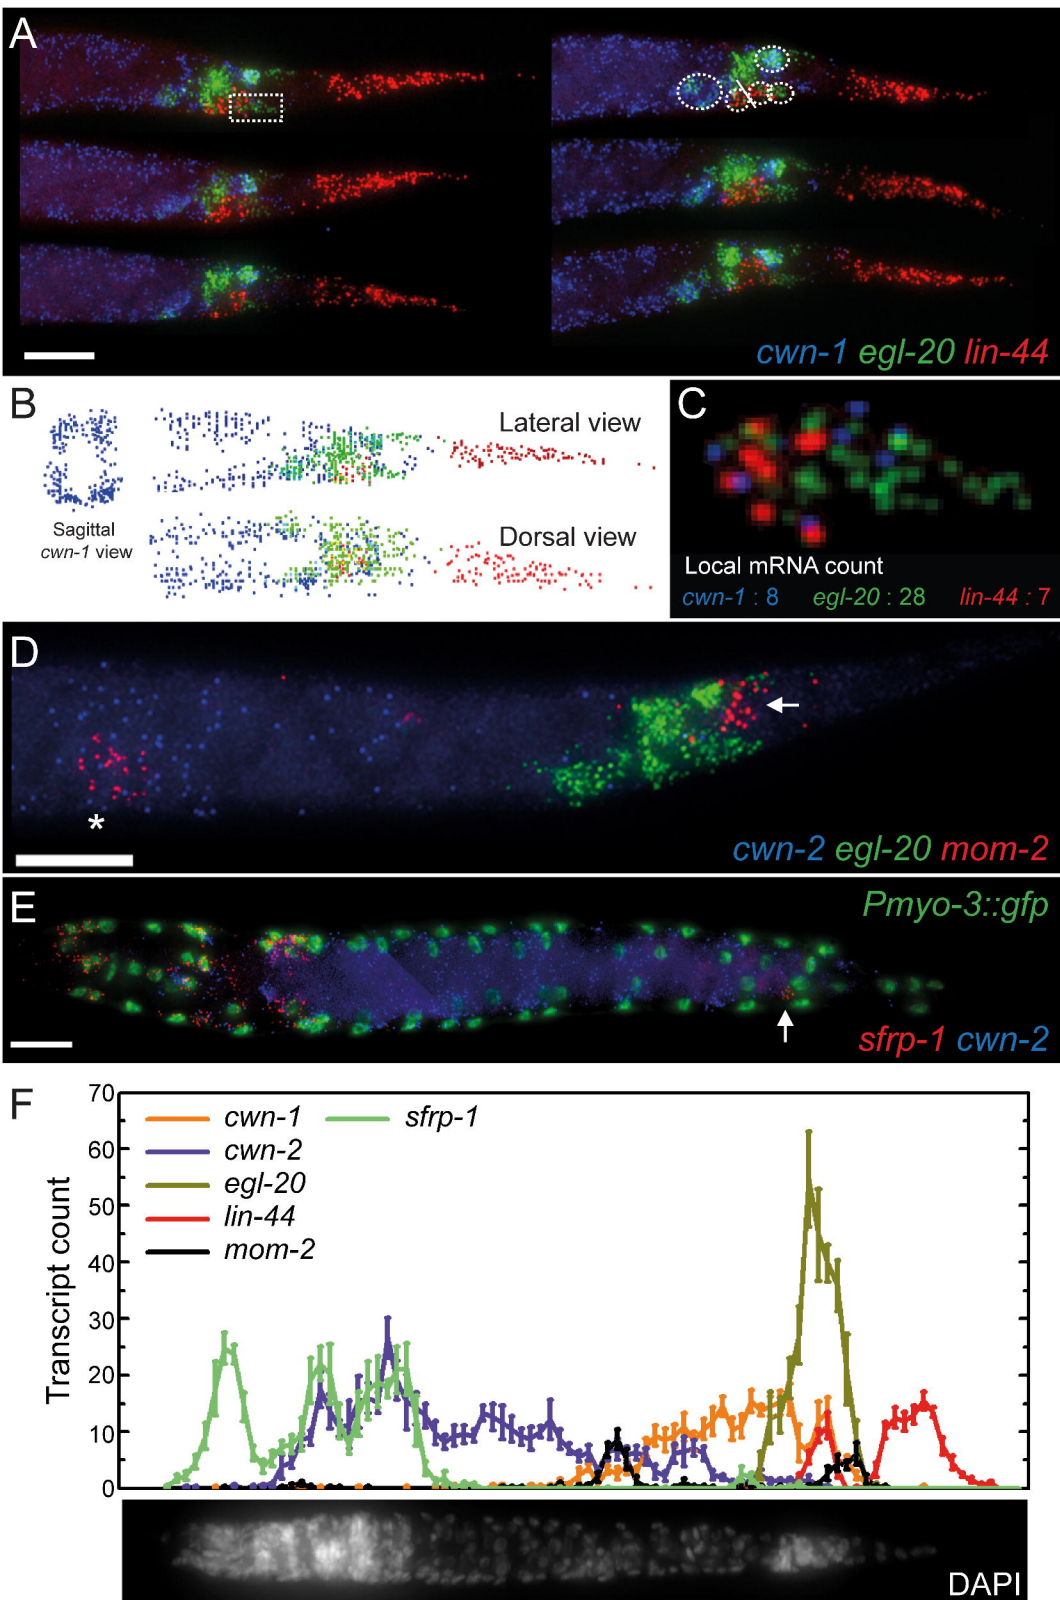 A
cwn-1 egl-20 lin-44
B
Lateral view
Sagittal
cwn-1 view
Dorsal view
C
Local mRNA count
cwn-1 : 8 egl-20 : 28 lin-44 : 7
D
*
cwn-2 egl-20 mom-2
E
Pmyo-3::gfp
sfrp-1 cwn-2
F
Transcript count
70
60
50
40
30
20
10
0
cwn-1 sfrp-1
cwn-2
egl-20
lin-44
mom-2
DAPI